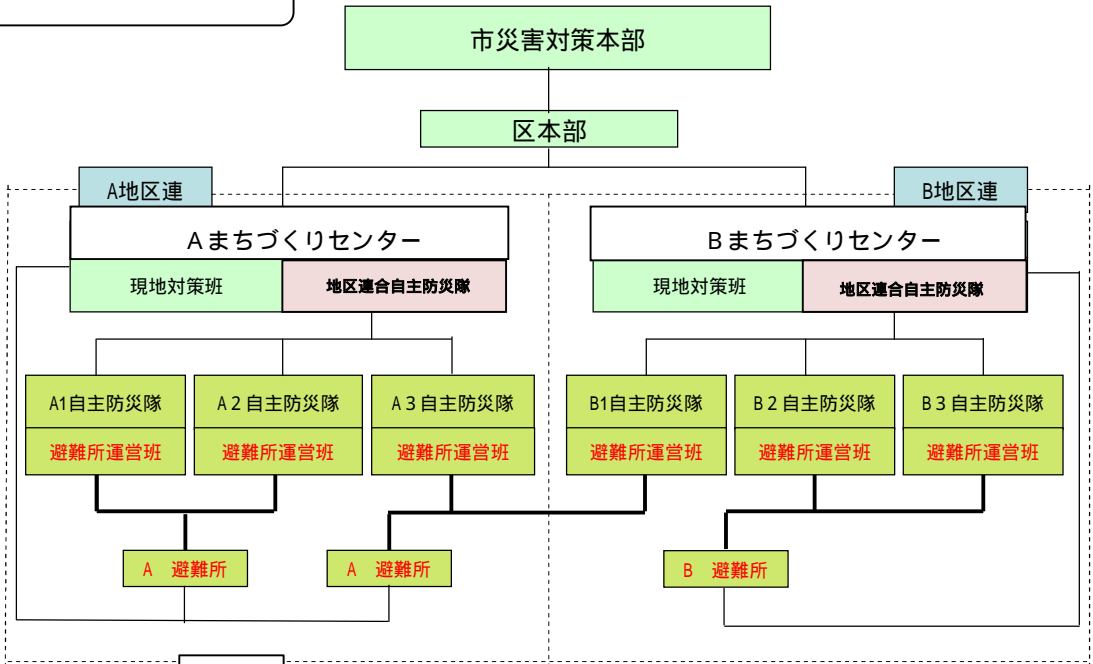 市災害対策本部
区本部
A地区連
B地区連
Aまちづくりセンター
Bまちづくりセンター
現地対策班
地区連合自主防災隊
現地対策班
地区連合自主防災隊
A1自主防災隊
A2自主防災隊
A3自主防災隊
B1自主防災隊
B2自主防災隊
B3自主防災隊
避難所運営班
避難所運営班
避難所運営班
避難所運営班
避難所運営班
避難所運営班
A 避難所
A 避難所
B 避難所